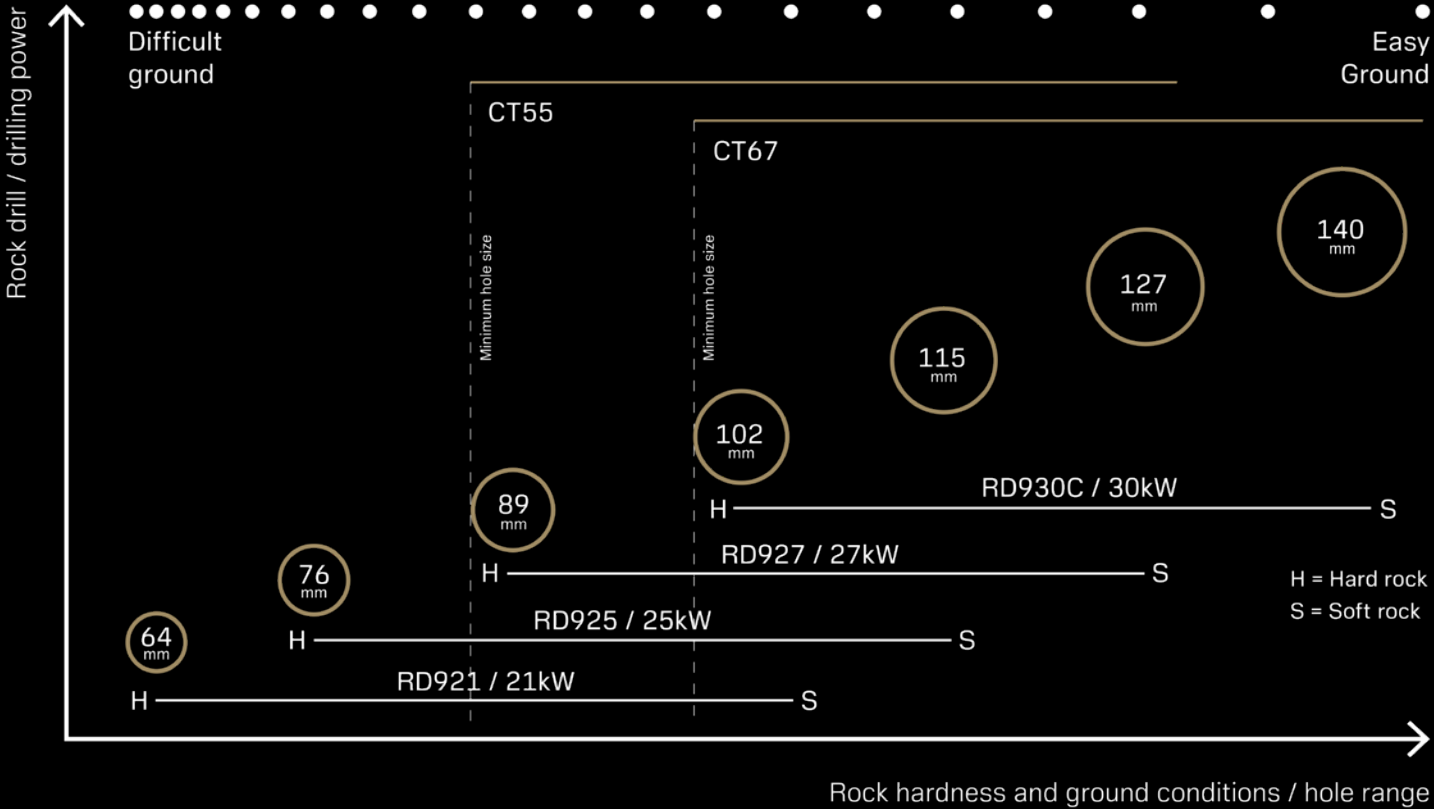 Rock drill / drilling power
Difficult
ground
Easy
Ground
CT55
CT67
Minimum hole size
Minimum hole size
140
mm
127
mm
115
mm
102
mm
89
mm
76
mm
64
mm
RD930C / 30kW
H
S
RD927 / 27kW
H
S
RD925 / 25kW
H
S
RD921 / 21kW
H
S
H = Hard rock
S = Soft rock
Rock hardness and ground conditions / hole range